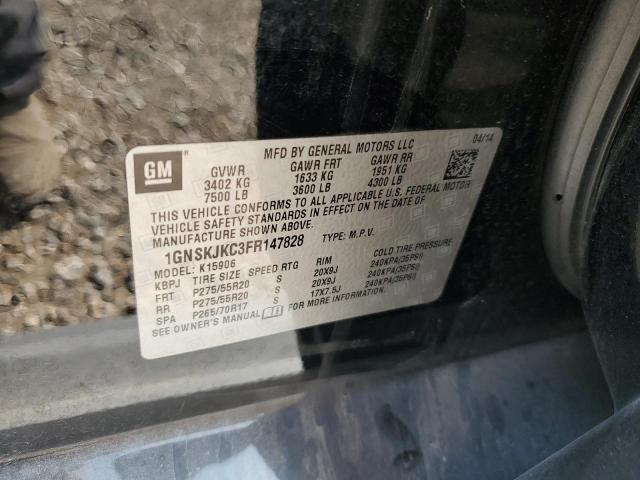 GM
MFD BY GENERAL MOTORS LLC 04/14
GVWR GAWR FRT GAWR RR
3402 KG 1633 KG 1951 KG
7500 LB 3600 LB 4300 LB
THIS VEHICLE CONFORMS TO ALL APPLICABLE U.S. FEDERAL MOTOR
VEHICLE SAFETY STANDARDS IN EFFECT ON THE DATE OF
MANUFACTURE SHOWN ABOVE.
1GNSKJKC3FR147828 TYPE: M.P.V.
MODEL: K15906
KBPJ TIRE SIZE SPEED RTG RIM COLD TIRE PRESSURE
FRT P275/55R20 S 20X9J 240KPA(35PSI)
RR P275/55R20 S 20X9J 240KPA(35PSI)
SPA P265/70R17 S 17X7.5J 240KPA(35PSI)
SEE OWNER'S MANUAL